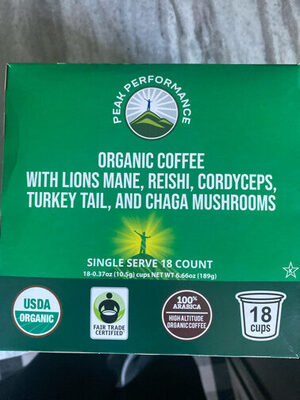 PEAK PERFORMANCE
ORGANIC COFFEE
WITH LIONS MANE, REISHI, CORDYCEPS,
TURKEY TAIL, AND CHAGA MUSHROOMS
SINGLE SERVE 18 COUNT
18-0.37oz (10.5g) cups NET WT 6.66oz (189g)
USDA
ORGANIC
FAIR TRADE
CERTIFIED
100%
ARABICA
HIGH ALTITUDE
ORGANIC COFFEE
18
cups
K